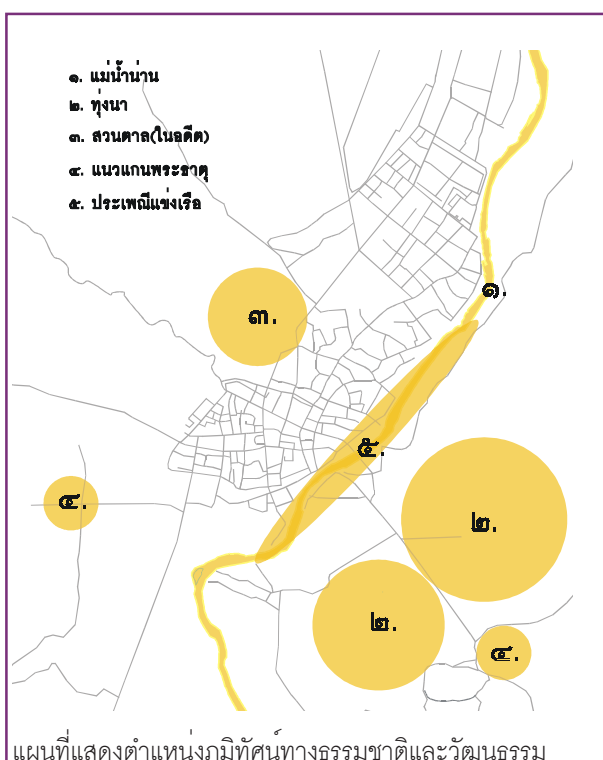 ๑. แม่น้ำน่าน
๒. ทุ่งนา
๓. สวนตาล(ในอดีต)
๔. แนวแกนพระธาตุ
๕. ประเพณีแข่งเรือ
๑.
๓.
๕.
๔.
๒.
๒.
๔.
แผนที่แสดงตำแหน่งภูมิทัศน์ทางธรรมชาติและวัฒนธรรม